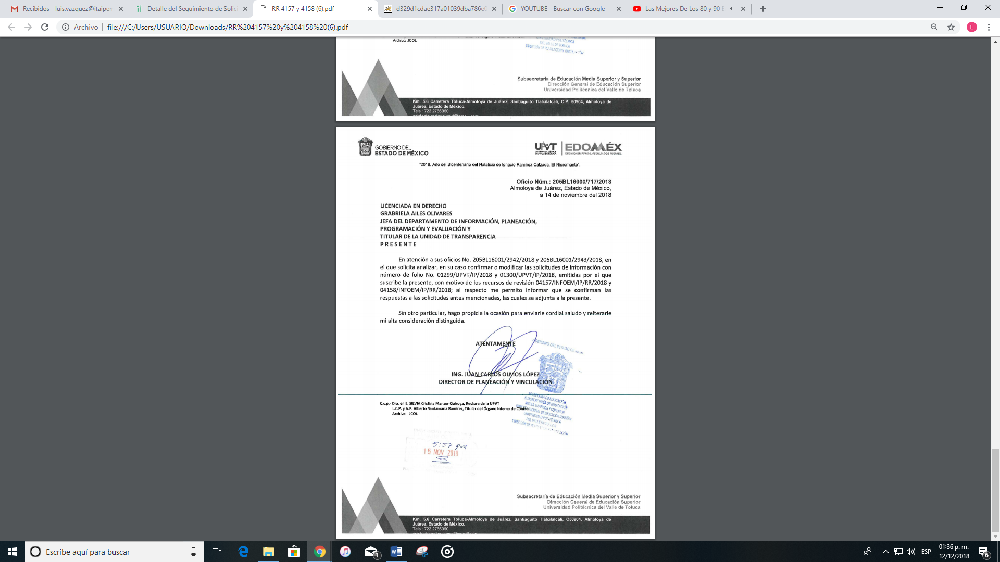 Recibidos - luis.vazquez@itaipem
Detalle del Seguimiento de Solici
RR 4157 y 4158 (6).pdf
d329d1cdae317a01039dba786e0
YOUTUBE - Buscar con Google
Las Mejores De Los 80 y 90 E
Archivo
file:///C:/Users/USUARIO/Downloads/RR%204157%20y%204158%20(6).pdf
L
Archivo/ JCOL
DEL VALLE DE TOLUCA
Subsecretaría de Educación Media Superior y Superior
Dirección General de Educación Superior
Universidad Politécnica del Valle de Toluca
Km. 5.6 Carretera Toluca-Almoloya de Juárez, Santiaguito Tlalcilalcali, C.P. 50904, Almoloya de
Juárez, Estado de México.
Tels.: 722 2766060
GOBIERNO DEL
ESTADO DE MÉXICO
UPVT
EDOMÉX
DECISIONES FIRMES, RESULTADOS FUERTES.
"2018. Año del Bicentenario del Natalicio de Ignacio Ramírez Calzada, El Nigromante".
Oficio Núm.: 205BL16000/717/2018
Almoloya de Juárez, Estado de México,
a 14 de noviembre del 2018
LICENCIADA EN DERECHO
GRABRIELA AILES OLIVARES
JEFA DEL DEPARTAMENTO DE INFORMACIÓN, PLANEACIÓN,
PROGRAMACIÓN Y EVALUACIÓN Y
TITULAR DE LA UNIDAD DE TRANSPARENCIA
P R E S E N T E
En atención a sus oficios No. 205BL16001/2942/2018 y 205BL16001/2943/2018, en
el que solicita analizar, en su caso confirmar o modificar las solicitudes de información con
número de folio No. 01299/UPVT/IP/2018 y 01300/UPVT/IP/2018, emitidas por el que
suscribe la presente, con motivo de los recursos de revisión 04157/INFOEM/IP/RR/2018 y
04158/INFOEM/IP/RR/2018; al respecto me permito informar que se confirman las
respuestas a las solicitudes antes mencionadas, las cuales se adjunta a la presente.
Sin otro particular, hago propicia la ocasión para enviarle cordial saludo y reiterarle
mi alta consideración distinguida.
ATENTAMENTE
GOBIERNO DEL ESTADO DE
ING. JUAN CARLOS OLMOS LÓPEZ
DIRECTOR DE PLANEACIÓN Y VINCULACIÓN
SECRETARÍA DE EDUCACIÓN
SUBSECRETARÍA DE EDUCACIÓN
MEDIA SUPERIOR Y SUPERIOR
DIRECCIÓN GENERAL DE EDUCACIÓN SUPERIOR
UNIVERSIDAD POLITÉCNICA
DEL VALLE DE TOLUCA
C.c.p.- Dra. en E. SILVIA Cristina Manzur Quiroga, Rectora de la UPVT
L.C.P. y A.P. Alberto Santamaría Ramírez, Titular del Órgano Interno de Control
Archivo JCOL
5:57 PM
15 NOV 2018
Subsecretaría de Educación Media Superior y Superior
Dirección General de Educación Superior
Universidad Politécnica del Valle de Toluca
Km. 5.6 Carretera Toluca-Almoloya de Juárez, Santiaguito Tlalcilalcali, C50904, Almoloya de
Juárez, Estado de México.
Tels.: 722 2766060
Escribe aquí para buscar
1
ESP
01:36 p. m.
12/12/2018
6